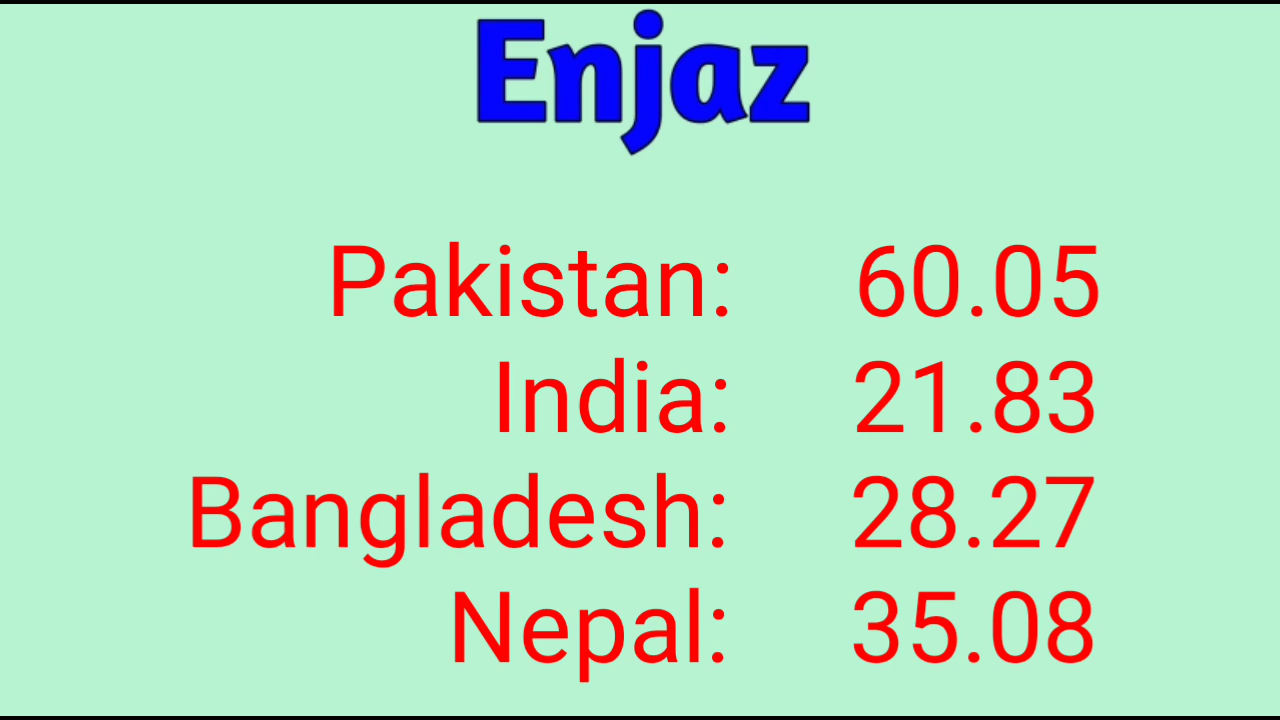 Enjaz
Pakistan: 60.05
India: 21.83
Bangladesh: 28.27
Nepal: 35.08